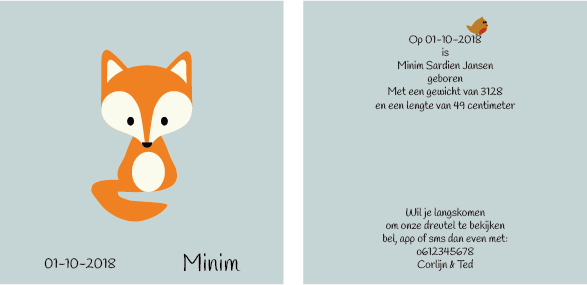 01-10-2018
Minim
Op 01-10-2018
is
Minim Sardien Jansen
geboren
Met een gewicht van 3128
en een lengte van 49 centimeter
Wil je langskomen
om onze dreutel te bekijken
bel, app of sms dan even met:
0612345678
Corlijn & Ted